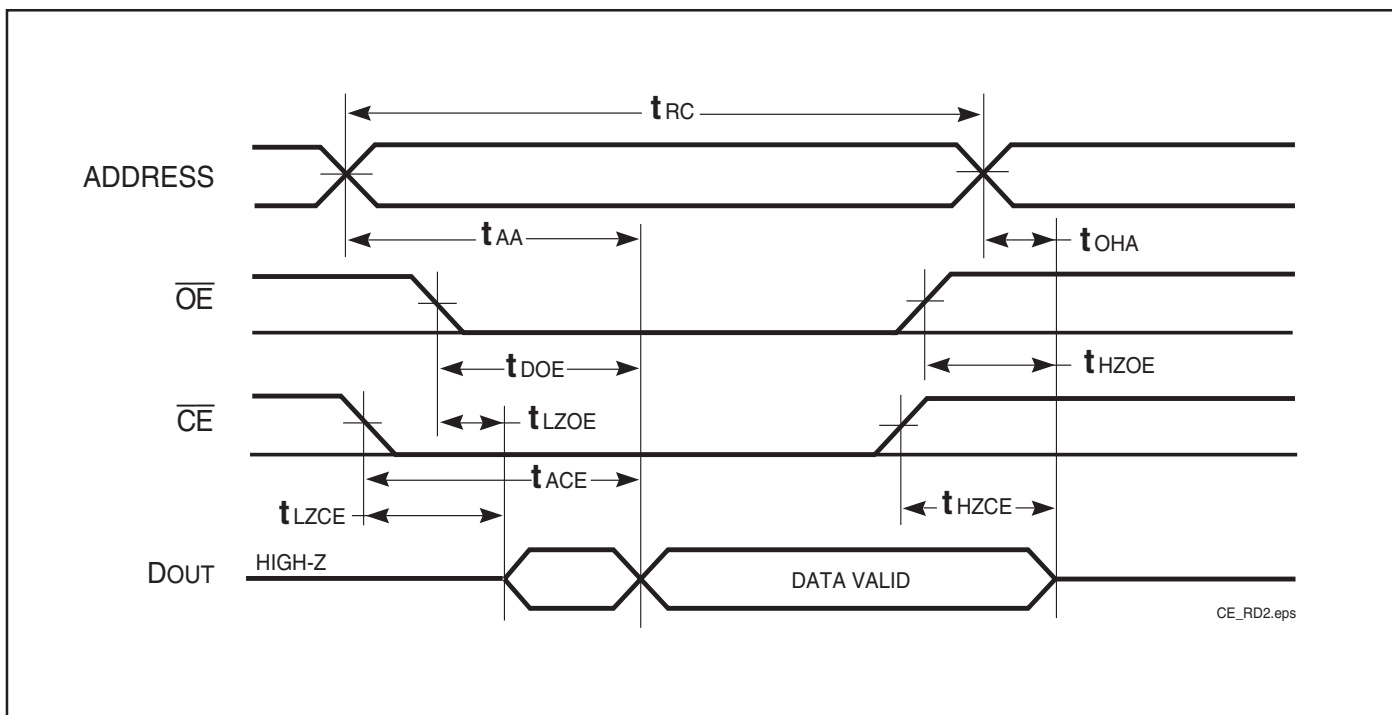 tRC
ADDRESS
tAA
tOHA
OE
tDOE
tHZOE
CE
tLZOE
tACE
tLZCE
tHZCE
DOUT
HIGH-Z
DATA VALID
CE_RD2.eps